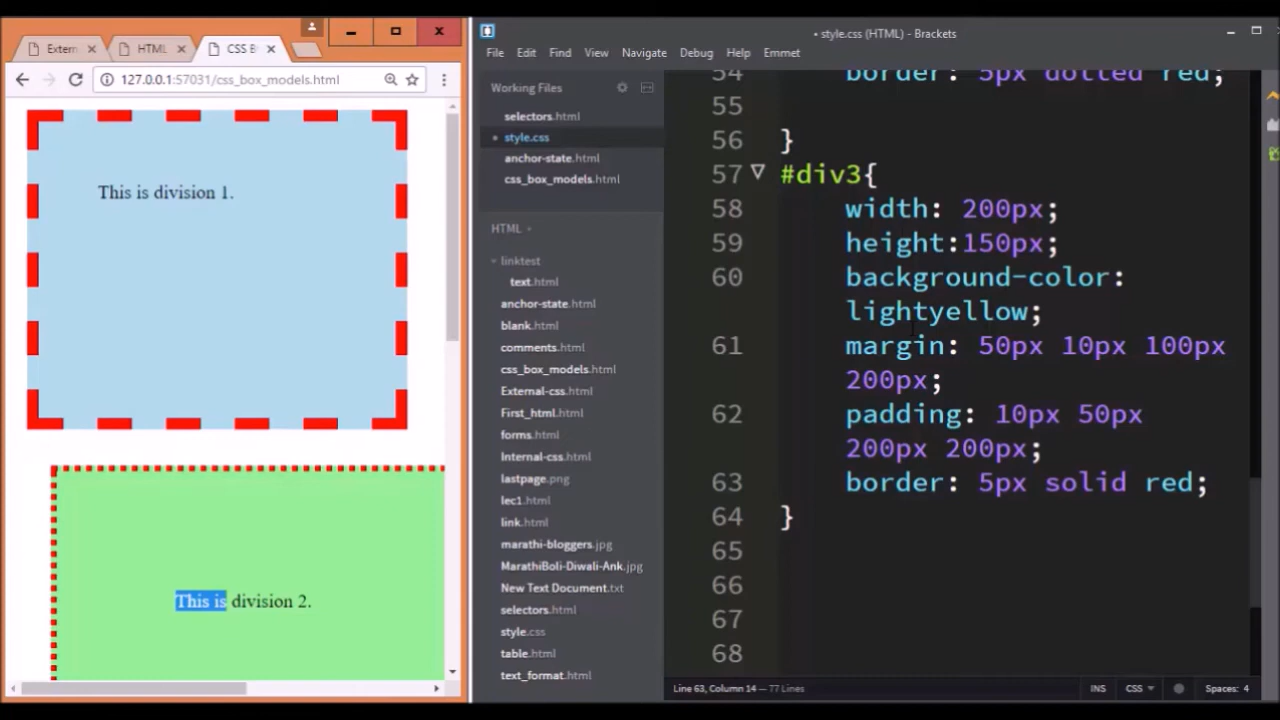 Extern
HTML
CSS B
127.0.0.1:57031/css_box_models.html
This is division 1.
This is division 2.
• style.css (HTML) - Brackets
File Edit Find View Navigate Debug Help Emmet
Working Files
selectors.html
style.css
anchor-state.html
css_box_models.html
HTML
linktest
text.html
anchor-state.html
blank.html
comments.html
css_box_models.html
External-css.html
First_html.html
forms.html
Internal-css.html
lastpage.png
lec1.html
link.html
marathi-bloggers.jpg
MarathiBoli-Diwali-Ank.jpg
New Text Document.txt
selectors.html
style.css
table.html
text_format.html
54 border: 5px dotted red;
55
56 }
57 #div3{
58 width: 200px;
59 height:150px;
60 background-color:
lightyellow;
61 margin: 50px 10px 100px
200px;
62 padding: 10px 50px
200px 200px;
63 border: 5px solid red;
64 }
65
66
67
68
Line 63, Column 14 — 77 Lines
INS CSS Spaces: 4